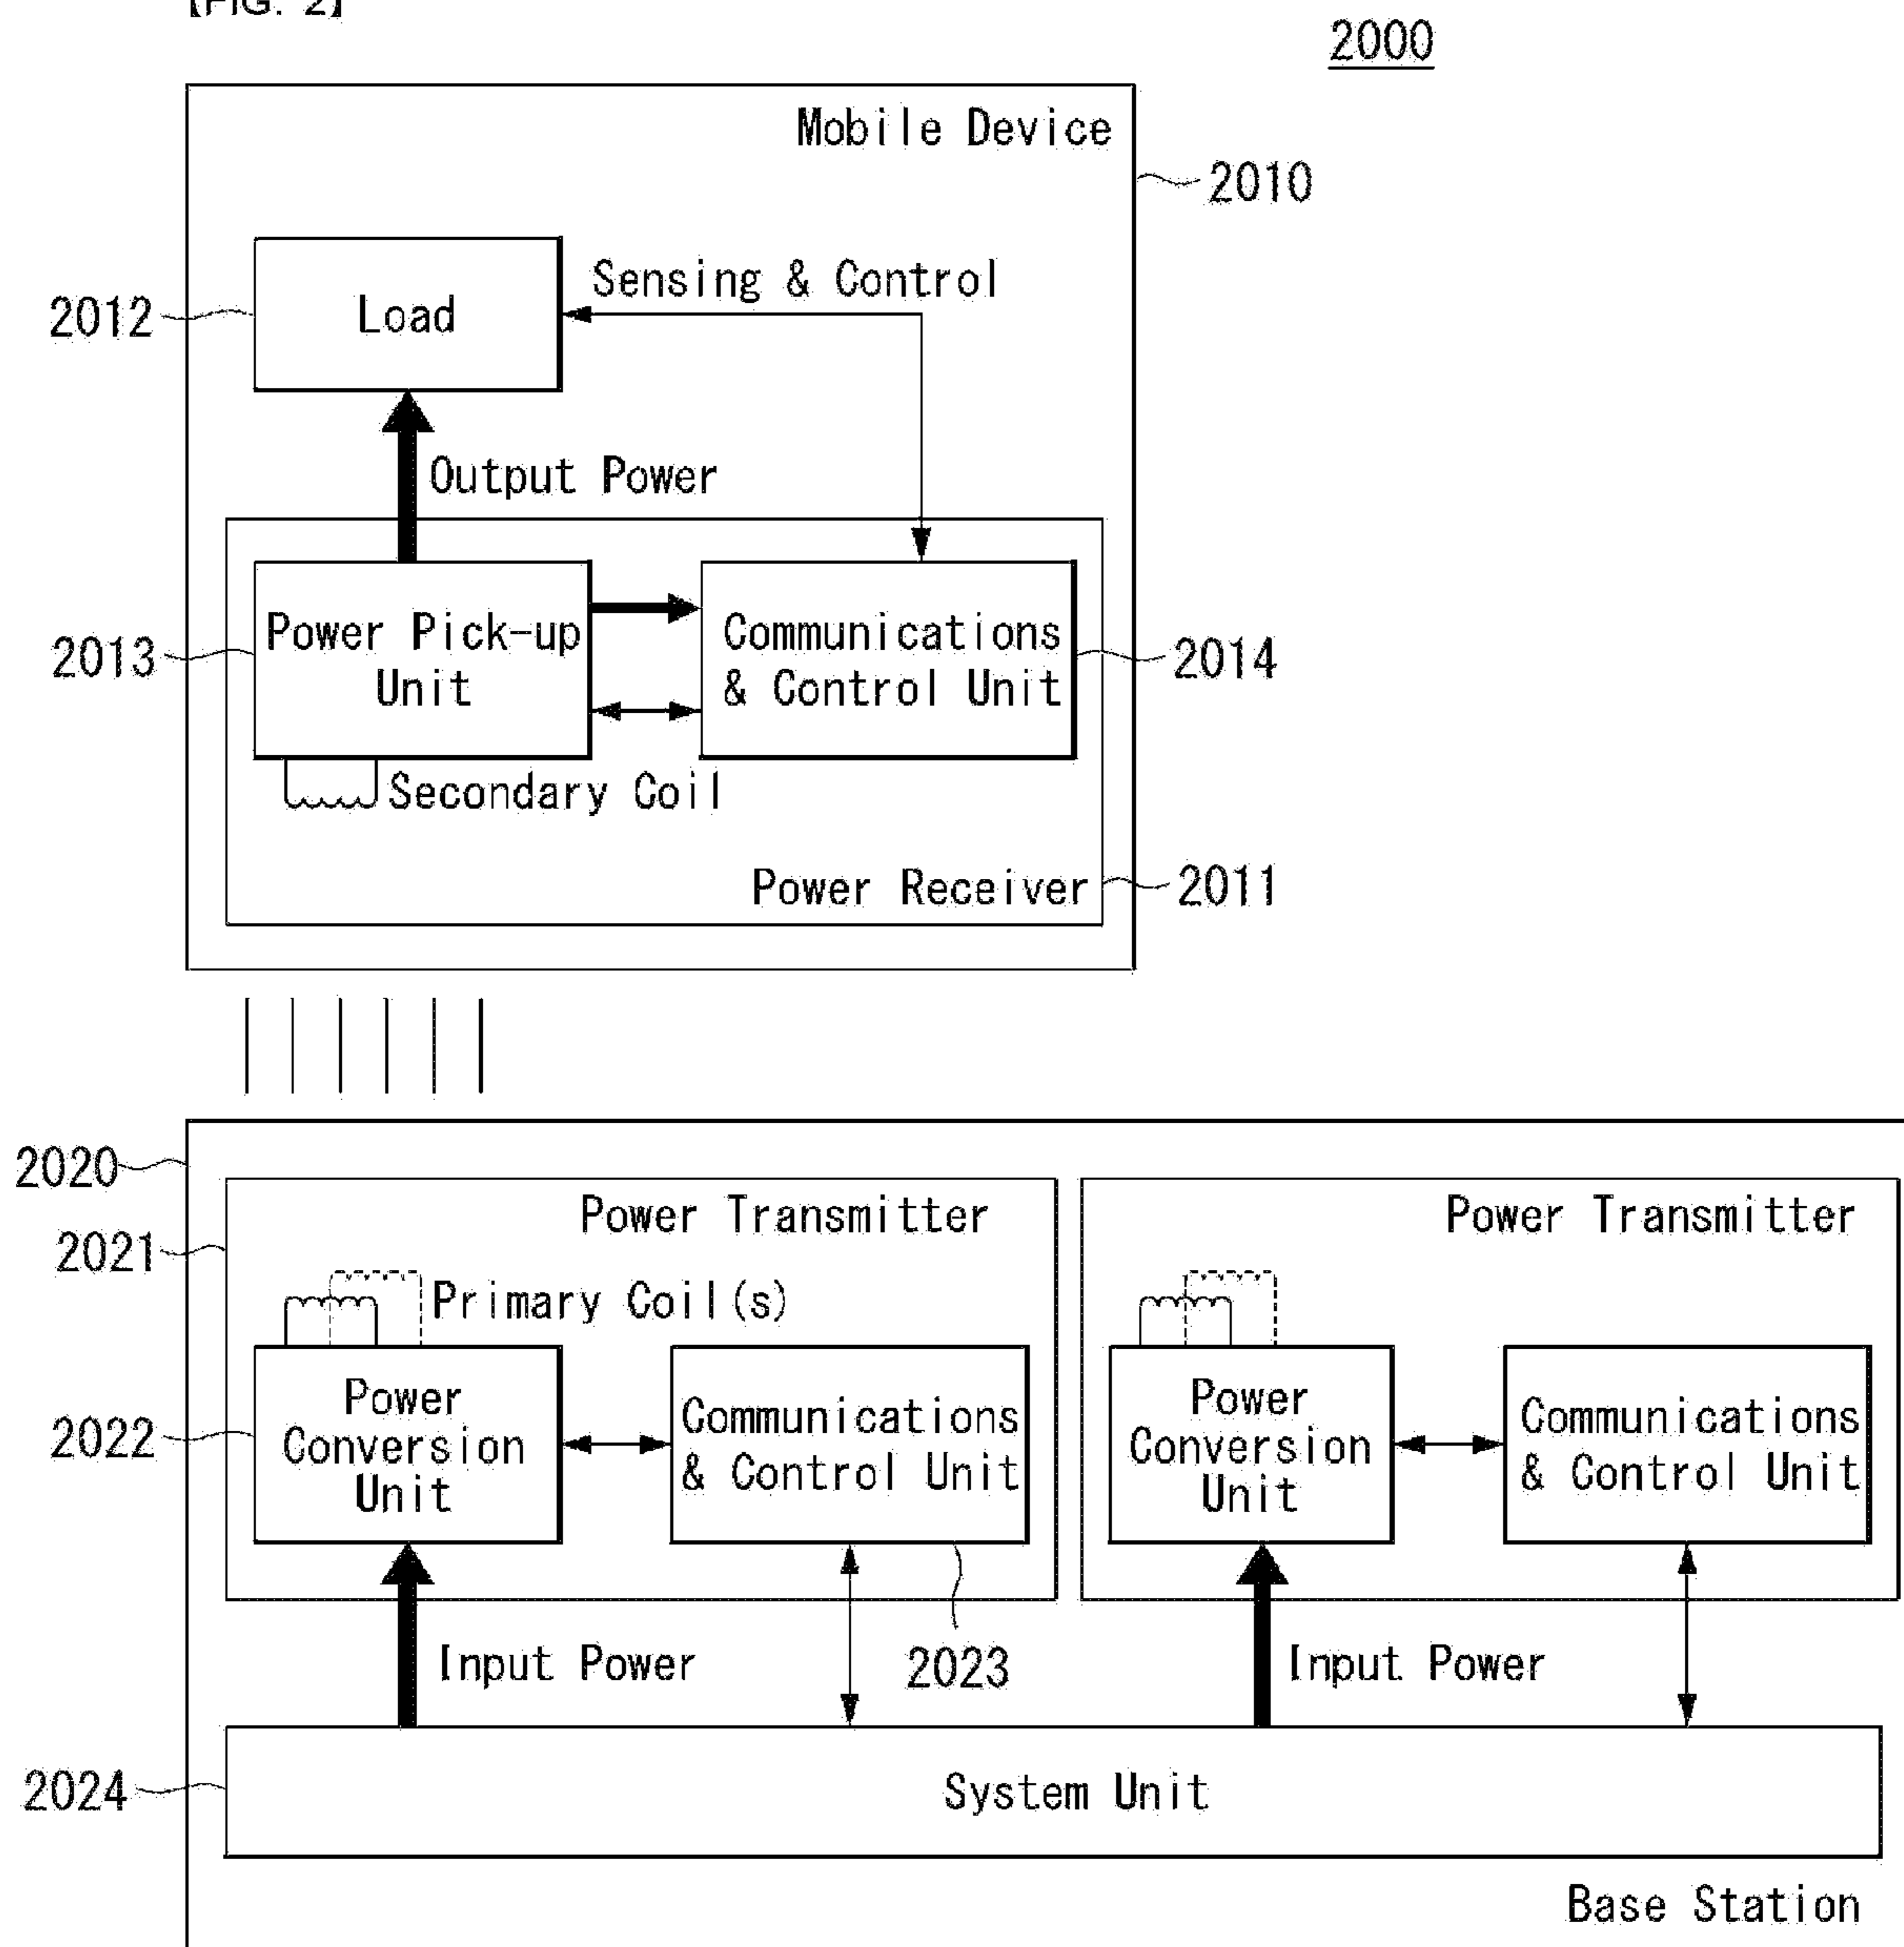 [FIG. 2]
2000
Mobile Device
2010
2012
Load
Sensing & Control
Output Power
2013
Power Pick-up
Unit
Communications
& Control Unit
2014
Secondary Coil
Power Receiver
2011
2020
2021
Power Transmitter
Primary Coil(s)
2022
Power
Conversion
Unit
Communications
& Control Unit
Power Transmitter
Power
Conversion
Unit
Communications
& Control Unit
Input Power
2023
Input Power
2024
System Unit
Base Station